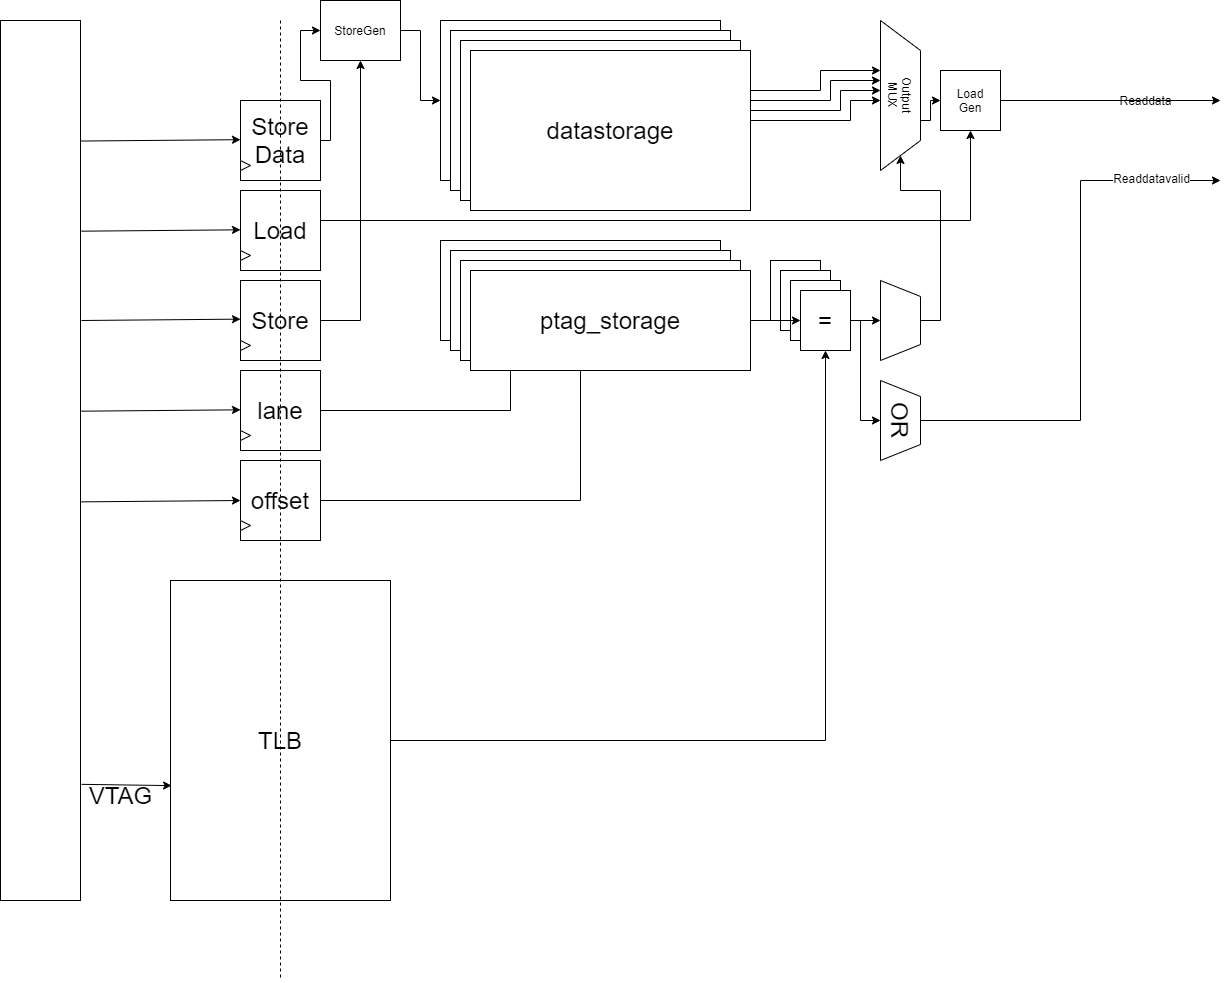 StoreGen
Store
Data
Load
Store
lane
offset
TLB
VTAG
datastorage
ptag_storage
=
Output
MUX
OR
Load
Gen
Readdata
Readdatavalid